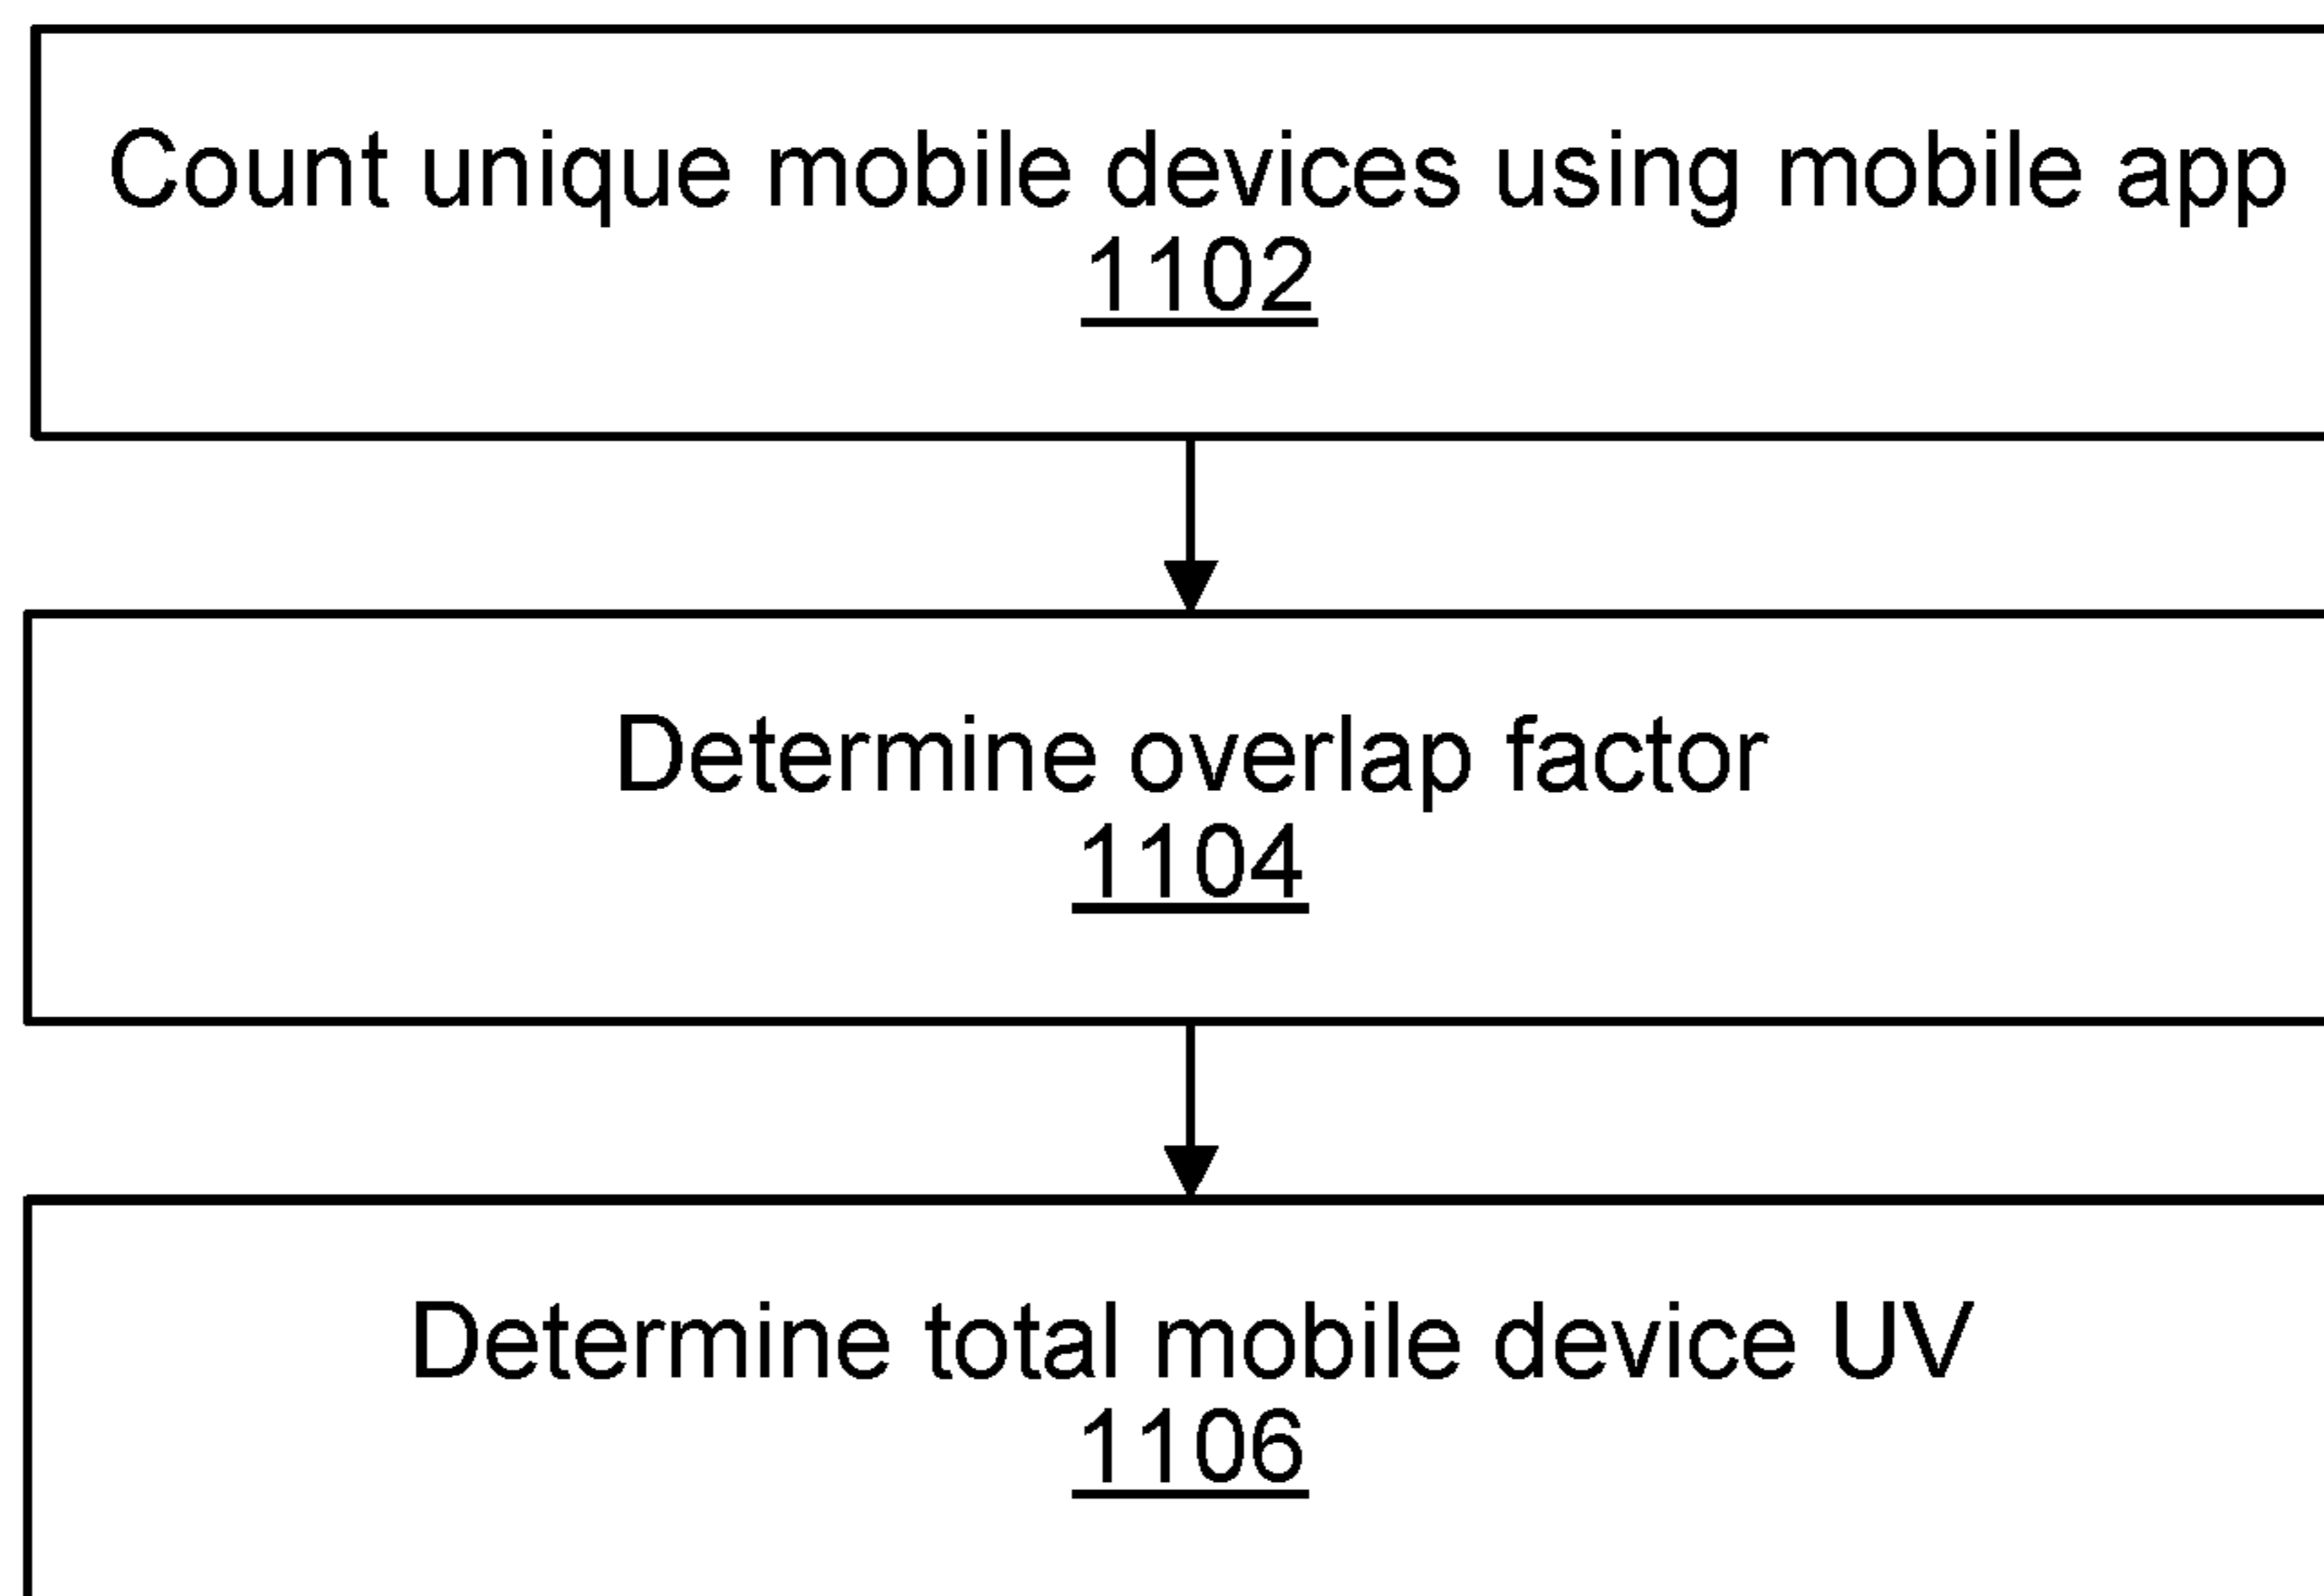 Count unique mobile devices using mobile app
1102
Determine overlap factor
1104
Determine total mobile device UV
1106